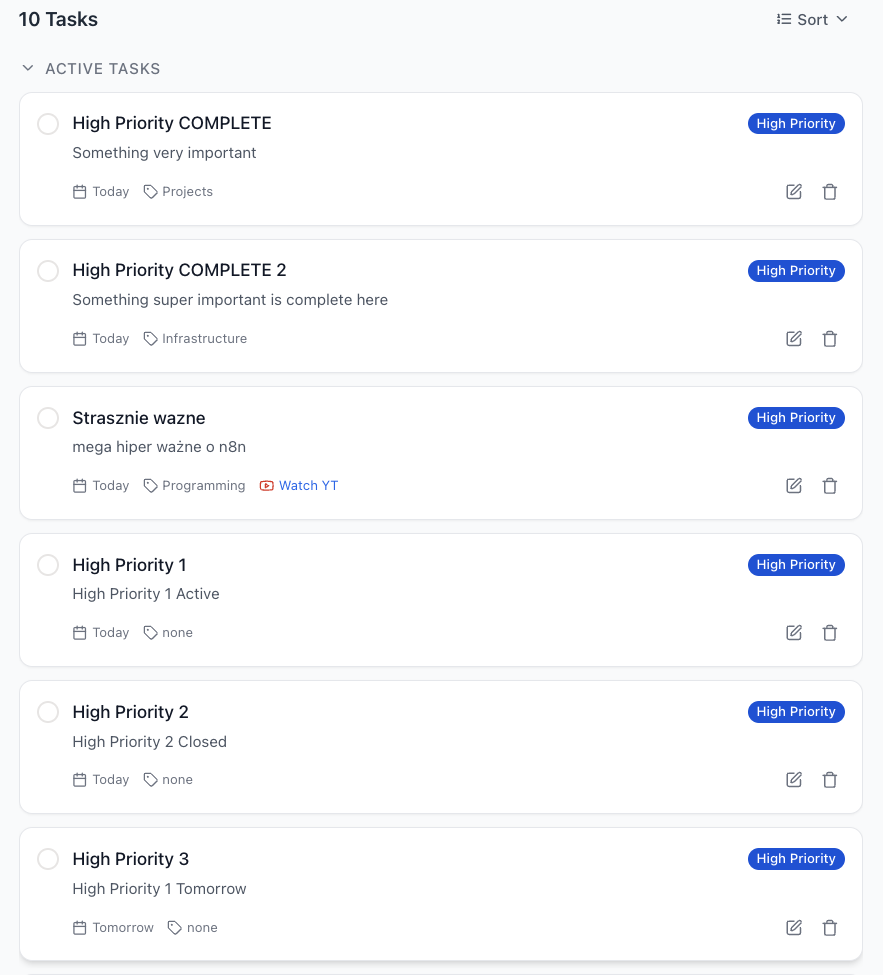 10 Tasks
Sort
ACTIVE TASKS
High Priority COMPLETE
High Priority
Something very important
Today Projects
High Priority COMPLETE 2
High Priority
Something super important is complete here
Today Infrastructure
Strasznie wazne
High Priority
mega hiper ważne o n8n
Today Programming Watch YT
High Priority 1
High Priority
High Priority 1 Active
Today none
High Priority 2
High Priority
High Priority 2 Closed
Today none
High Priority 3
High Priority
High Priority 1 Tomorrow
Tomorrow none